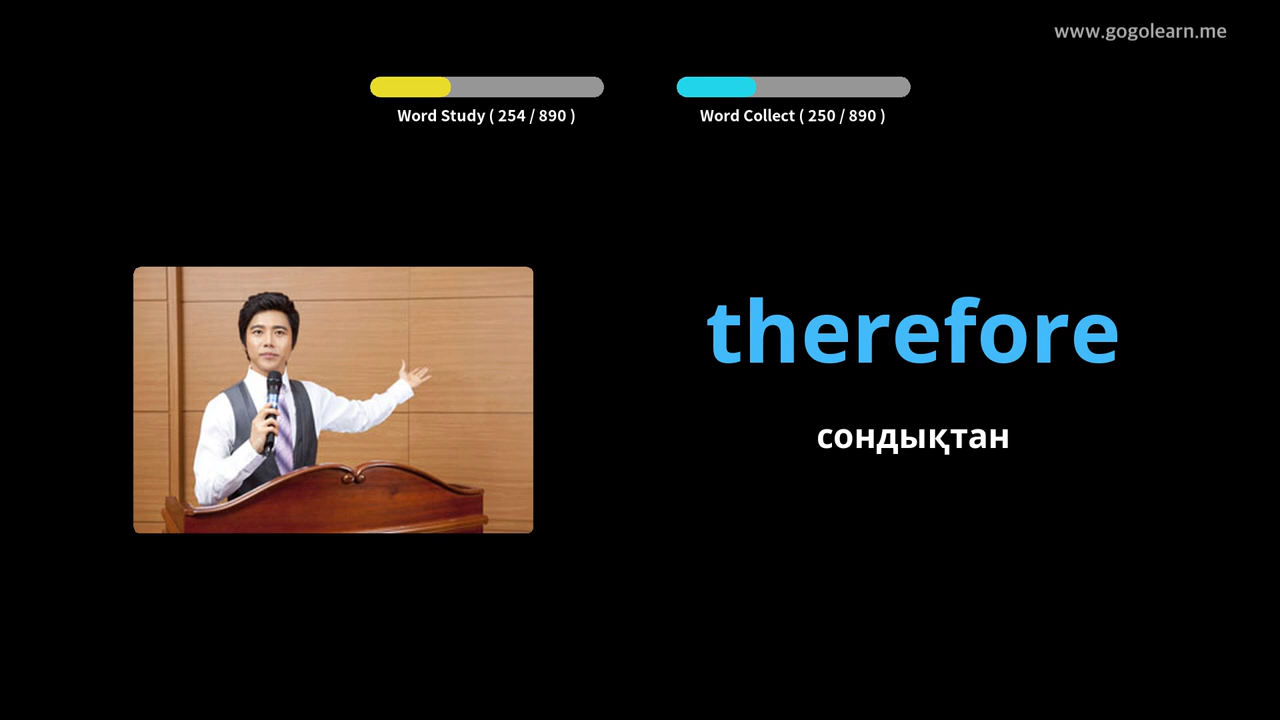 www.gogolearn.me
Word Study ( 254 / 890 )
Word Collect ( 250 / 890 )
therefore
сондықтан